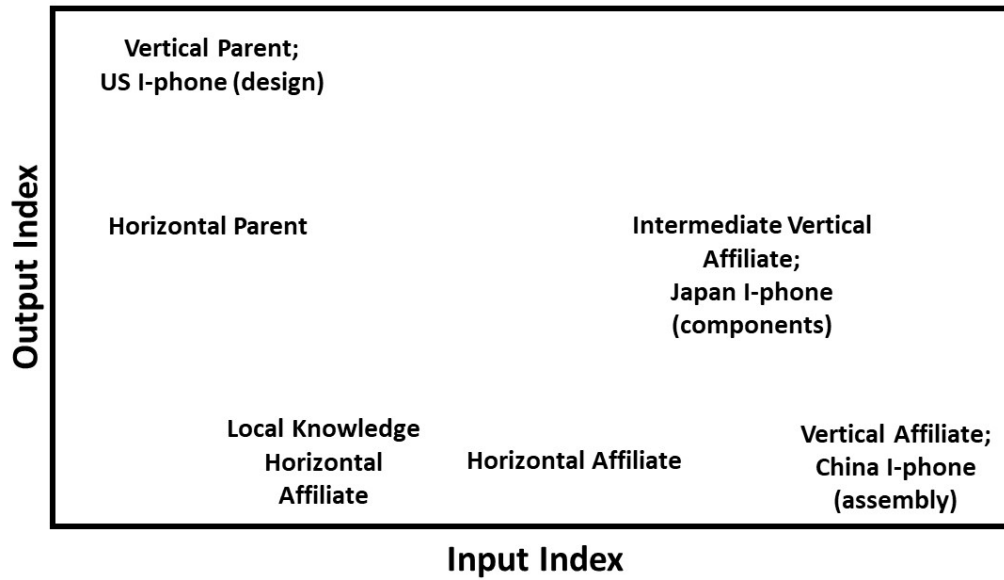 Vertical Parent;
US I-phone (design)
Output Index
Horizontal Parent
Intermediate Vertical
Affiliate;
Japan I-phone
(components)
Local Knowledge
Horizontal
Affiliate
Horizontal Affiliate
Vertical Affiliate;
China I-phone
(assembly)
Input Index